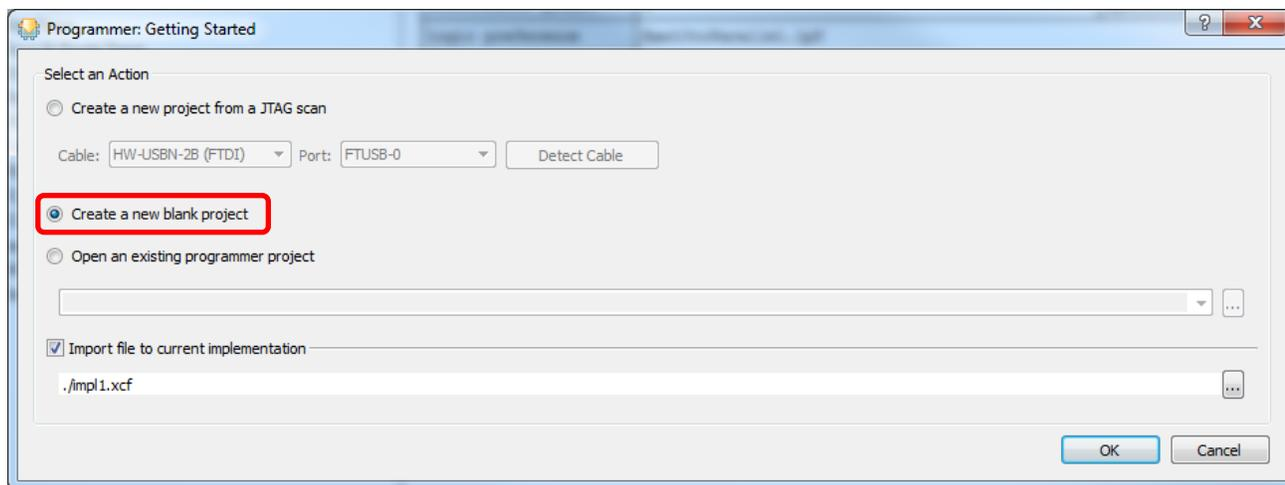 Programmer: Getting Started
Select an Action
Create a new project from a JTAG scan
Cable: HW-USBN-2B (FTDI) Port: FTUSB-0 Detect Cable
Create a new blank project
Open an existing programmer project
...
Import file to current implementation
./impl1.xcf ...
OK Cancel